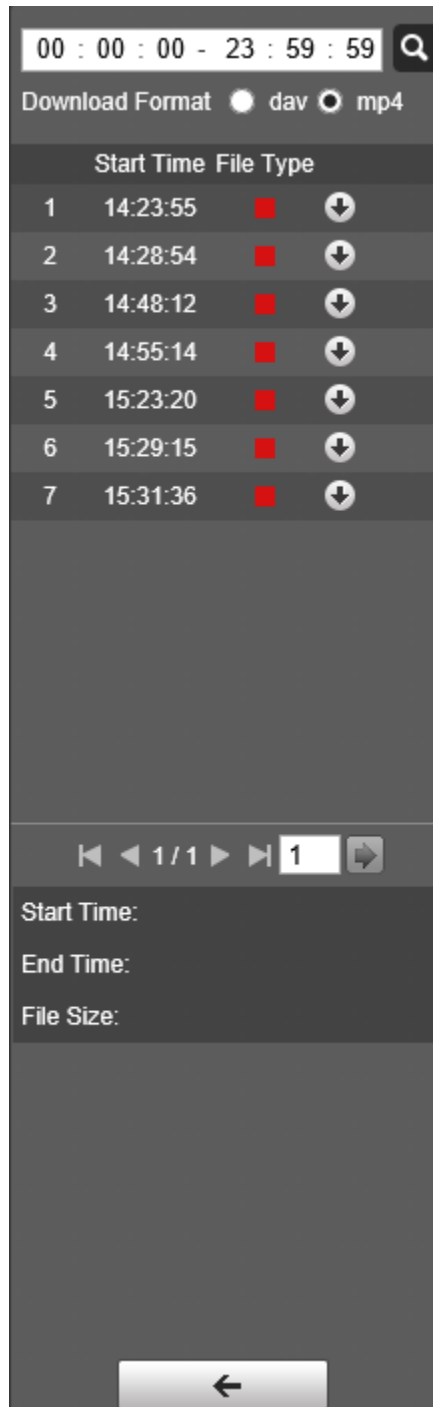 00 : 00 : 00 - 23 : 59 : 59
Download Format dav mp4
Start Time File Type
1 14:23:55
2 14:28:54
3 14:48:12
4 14:55:14
5 15:23:20
6 15:29:15
7 15:31:36
1 / 1 1
Start Time:
End Time:
File Size: